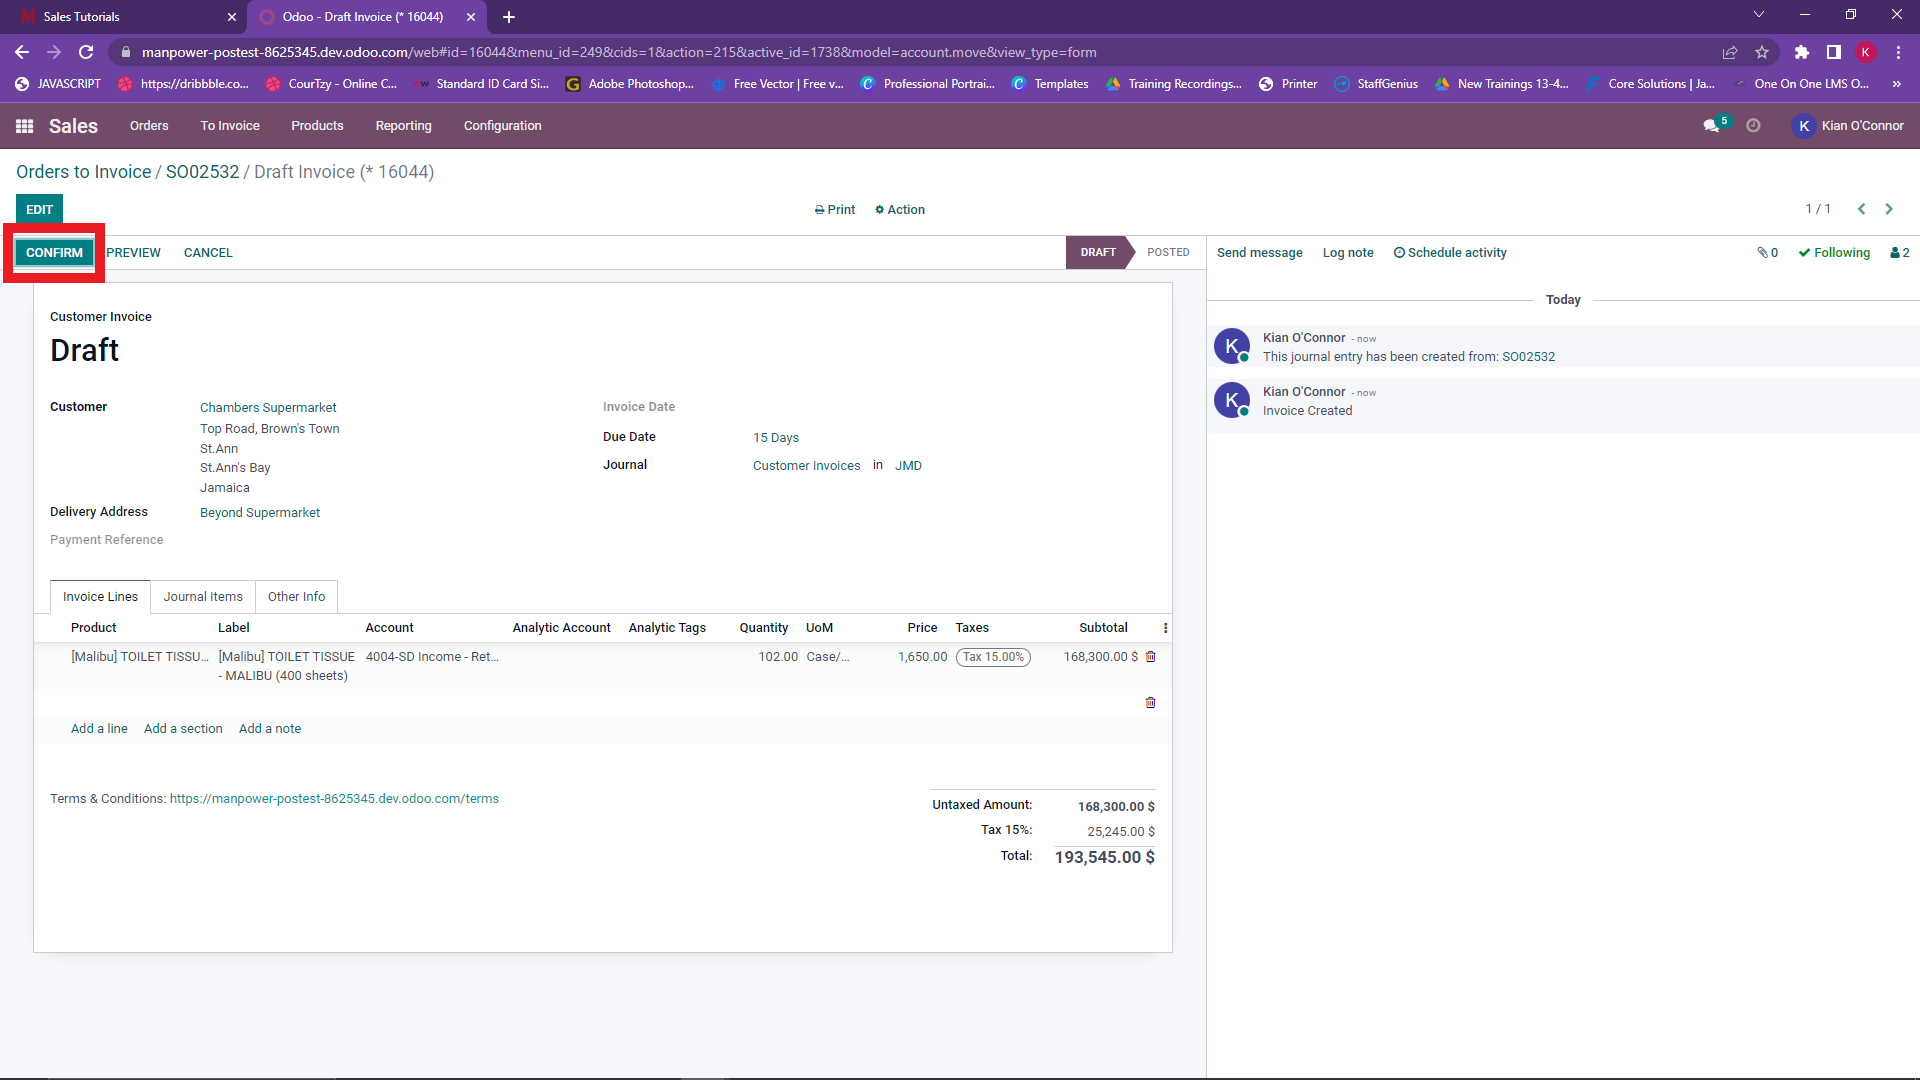 Sales Tutorials
Odoo - Draft Invoice (* 16044)
manpower-postest-8625345.dev.odoo.com/web#id=16044&menu_id=249&cids=1&action=215&active_id=1738&model=account.move&view_type=form
K
JAVASCRIPT
https://dribbble.co...
CourTzy - Online C...
Standard ID Card Si...
Adobe Photoshop...
Free Vector | Free v...
Professional Portrai...
Templates
Training Recordings...
Printer
StaffGenius
New Trainings 13-4...
Core Solutions | Ja...
One On One LMS O...
»
Sales
Orders
To Invoice
Products
Reporting
Configuration
5
K
Kian O'Connor
Orders to Invoice / SO02532 / Draft Invoice (* 16044)
EDIT
Print
Action
1 / 1
CONFIRM
PREVIEW
CANCEL
DRAFT
POSTED
Send message
Log note
Schedule activity
0
Following
2
Today
K
Kian O'Connor - now
This journal entry has been created from: SO02532
K
Kian O'Connor - now
Invoice Created
Customer Invoice
Draft
Customer
Chambers Supermarket
Top Road, Brown's Town
St.Ann
St.Ann's Bay
Jamaica
Delivery Address
Beyond Supermarket
Payment Reference
Invoice Date
Due Date
15 Days
Journal
Customer Invoices in JMD
Invoice Lines
Journal Items
Other Info
Product
Label
Account
Analytic Account
Analytic Tags
Quantity
UoM
Price
Taxes
Subtotal
[Malibu] TOILET TISSU...
[Malibu] TOILET TISSUE
- MALIBU (400 sheets)
4004-SD Income - Ret...
102.00
Case/...
1,650.00
Tax 15.00%
168,300.00 $
Add a line
Add a section
Add a note
Terms & Conditions: https://manpower-postest-8625345.dev.odoo.com/terms
Untaxed Amount: 168,300.00 $
Tax 15%: 25,245.00 $
Total: 193,545.00 $